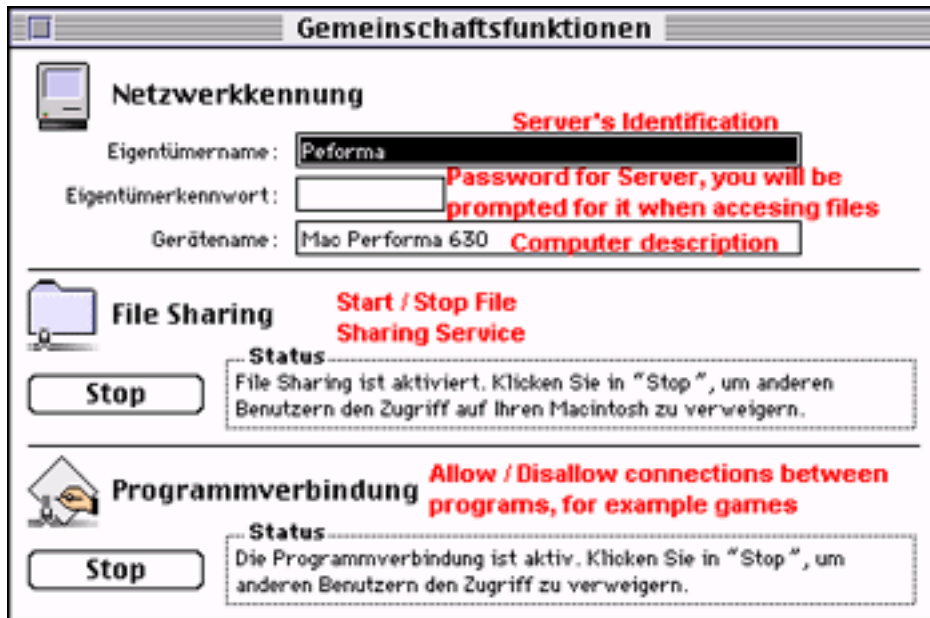 Gemeinschaftsfunktionen
Netzwerkkennung
Server's Identification
Eigentümername: Peforma
Eigentümerkennwort:
Password for Server, you will be
prompted for it when accesing files
Gerätename: Mac Performa 630 Computer description
File Sharing
Start / Stop File
Sharing Service
Stop
Status
File Sharing ist aktiviert. Klicken Sie in "Stop", um anderen
Benutzern den Zugriff auf Ihren Macintosh zu verweigern.
Programmverbindung
Allow / Disallow connections between
programs, for example games
Stop
Status
Die Programmverbindung ist aktiv. Klicken Sie in "Stop", um
anderen Benutzern den Zugriff zu verweigern.